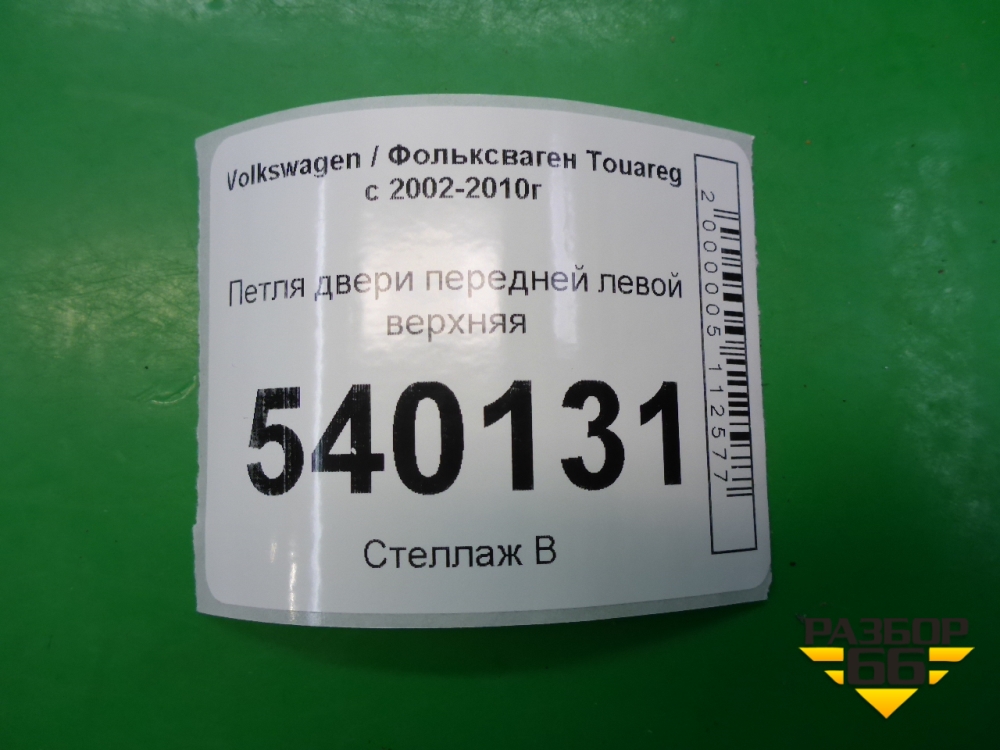 Volkswagen / Фольксваген Touareg
с 2002-2010г
Петля двери передней левой
верхняя
540131
Стеллаж В
2000005112577
РАЗБОР
66